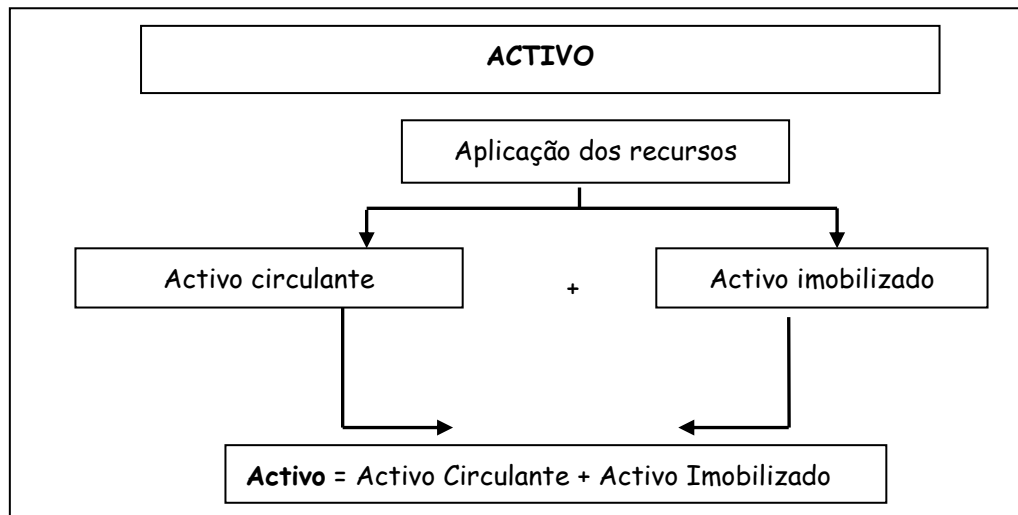 ACTIVO
Aplicação dos recursos
Activo circulante
+
Activo imobilizado
Activo = Activo Circulante + Activo Imobilizado